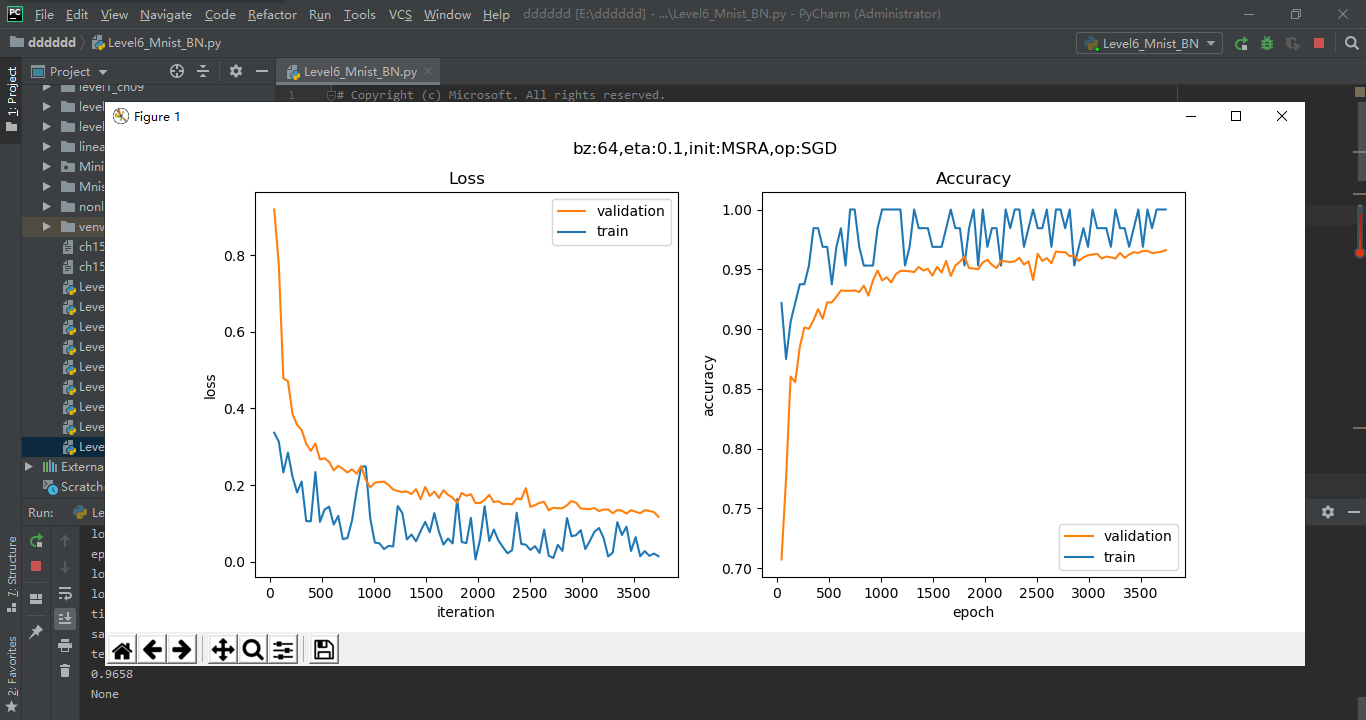 PC File Edit View Navigate Code Refactor Run Tools VCS Window Help dddddd [E:\dddddd] - ...\Level6_Mnist_BN.py - PyCharm (Administrator)
dddddd Level6_Mnist_BN.py Level6_Mnist_BN
1: Project
Project
Level6_Mnist_BN.py
level1_ch09
1 # Copyright (c) Microsoft. All rights reserved.
level
level
linea
Mini
Mnis
nonl
venv
ch15
ch15
Leve
Leve
Leve
Leve
Leve
Leve
Leve
Leve
Leve
Externa
Scratche
Figure 1
bz:64,eta:0.1,init:MSRA,op:SGD
Loss
validation
train
0.8
0.6
0.4
0.2
0.0
loss
0 500 1000 1500 2000 2500 3000 3500
iteration
Accuracy
1.00
0.95
0.90
0.85
0.80
0.75
0.70
accuracy
validation
train
0 500 1000 1500 2000 2500 3000 3500
epoch
Run: Le
lo
ep
lo
lo
ti
sa
te
0.9658
None
7: Structure
2: Favorites